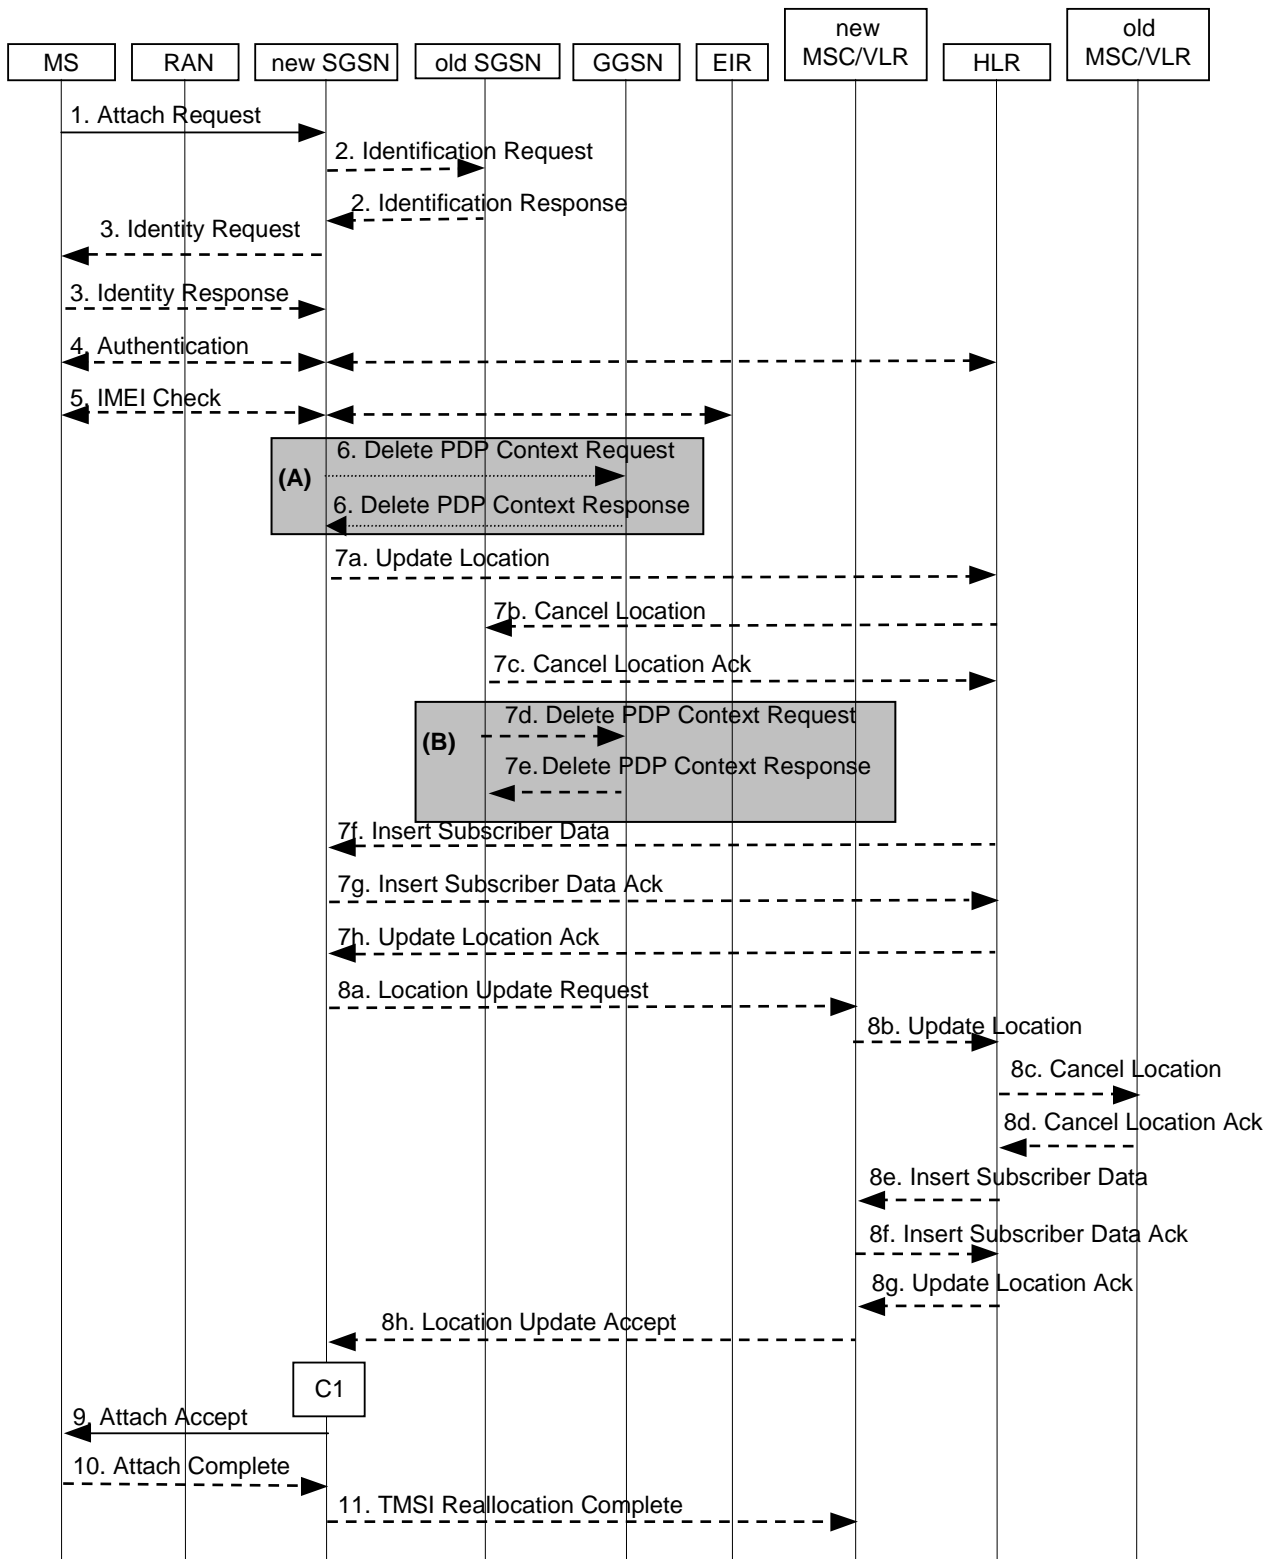 new
MSC/VLR
old
MSC/VLR
MS
RAN
new SGSN
old SGSN
GGSN
EIR
HLR
1. Attach Request
2. Identification Request
2. Identification Response
3. Identity Request
3. Identity Response
4. Authentication
5. IMEI Check
(A)
6. Delete PDP Context Request
6. Delete PDP Context Response
7a. Update Location
7b. Cancel Location
7c. Cancel Location Ack
(B)
7d. Delete PDP Context Request
7e. Delete PDP Context Response
7f. Insert Subscriber Data
7g. Insert Subscriber Data Ack
7h. Update Location Ack
8a. Location Update Request
8b. Update Location
8c. Cancel Location
8d. Cancel Location Ack
8e. Insert Subscriber Data
8f. Insert Subscriber Data Ack
8g. Update Location Ack
8h. Location Update Accept
C1
9. Attach Accept
10. Attach Complete
11. TMSI Reallocation Complete